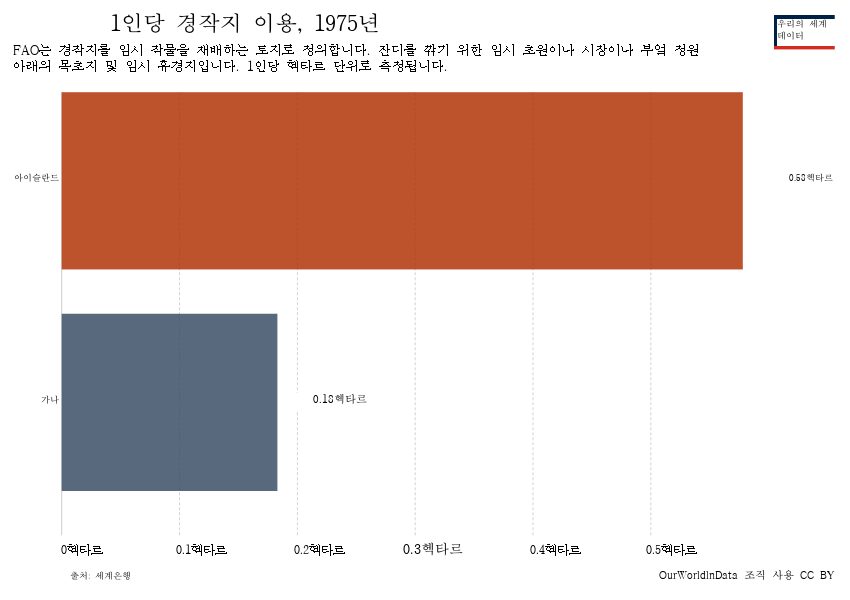 1인당 경작지 이용, 1975년
우리의 세계
데이터
FAO는 경작지를 임시 작물을 재배하는 토지로 정의합니다. 잔디를 깎기 위한 임시 초원이나 시장이나 부엌 정원
아래의 목초지 및 임시 휴경지입니다. 1인당 헥타르 단위로 측정됩니다.
아이슬란드
0.58헥타르
가나
0.18헥타르
0헥타르 0.1헥타르 0.2헥타르 0.3헥타르 0.4헥타르 0.5헥타르
출처: 세계은행
OurWorldInData 조직 사용 CC BY